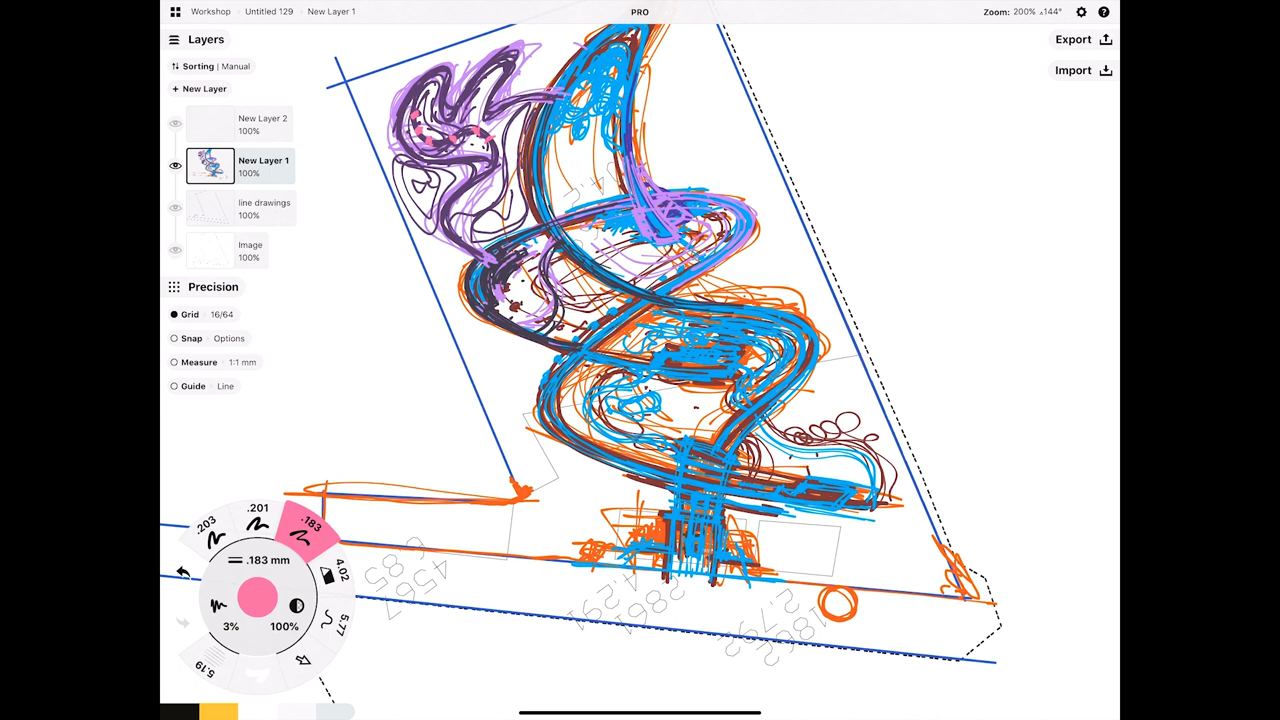 Workshop Untitled 129 New Layer 1
PRO
Zoom: 200% 144°
Layers
Export
Import
Sorting | Manual
+ New Layer
New Layer 2
100%
New Layer 1
100%
line drawings
100%
Image
100%
Precision
Grid 16/64
Snap Options
Measure 1:1 mm
Guide Line
.203
.201
.183
4.02
5.77
5.19
.183 mm
3% 100%